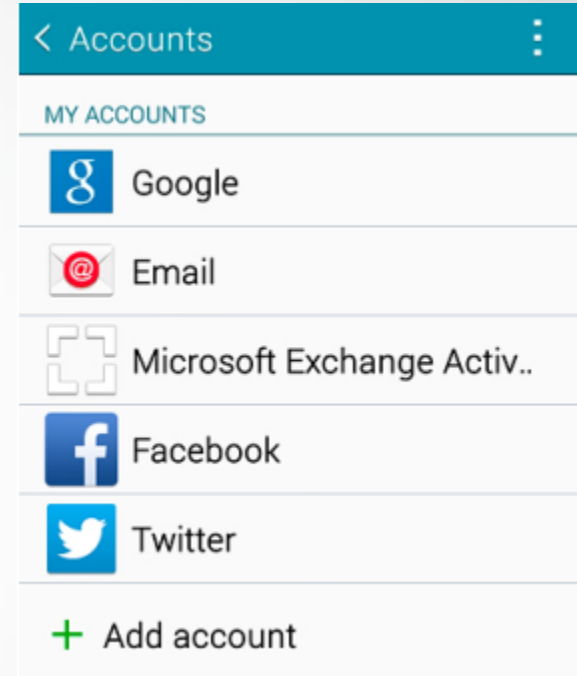 Accounts
MY ACCOUNTS
Google
Email
Microsoft Exchange Activ..
Facebook
Twitter
+ Add account